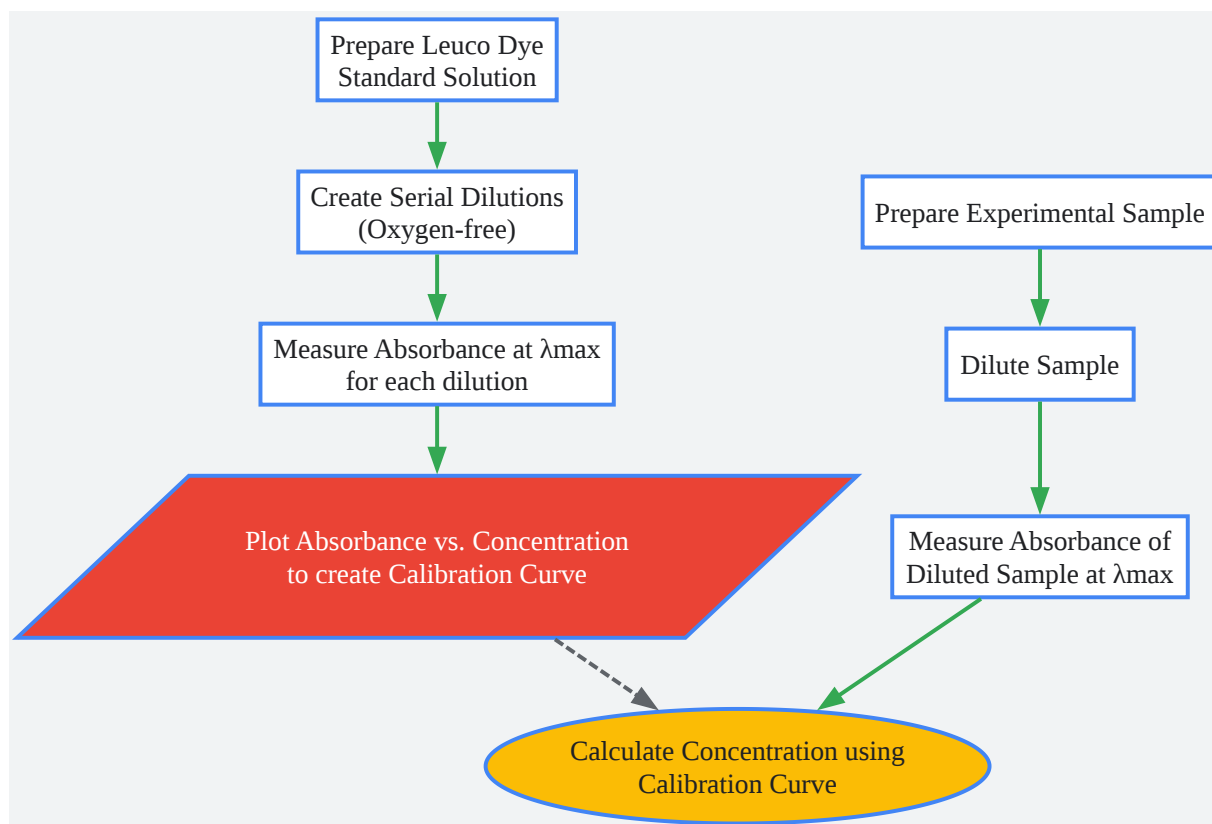 Prepare Leuco Dye
Standard Solution
Create Serial Dilutions
(Oxygen-free)
Measure Absorbance at λmax
for each dilution
Plot Absorbance vs. Concentration
to create Calibration Curve
Prepare Experimental Sample
Dilute Sample
Measure Absorbance of
Diluted Sample at λmax
Calculate Concentration using
Calibration Curve